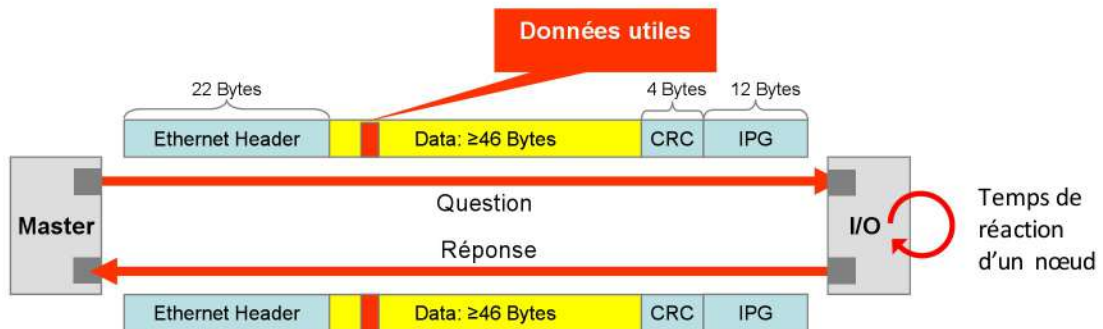 Données utiles
22 Bytes
4 Bytes
12 Bytes
Ethernet Header
Data: ≥46 Bytes
CRC
IPG
Question
Master
I/O
Temps de
réaction
d'un nœud
Réponse
Ethernet Header
Data: ≥46 Bytes
CRC
IPG